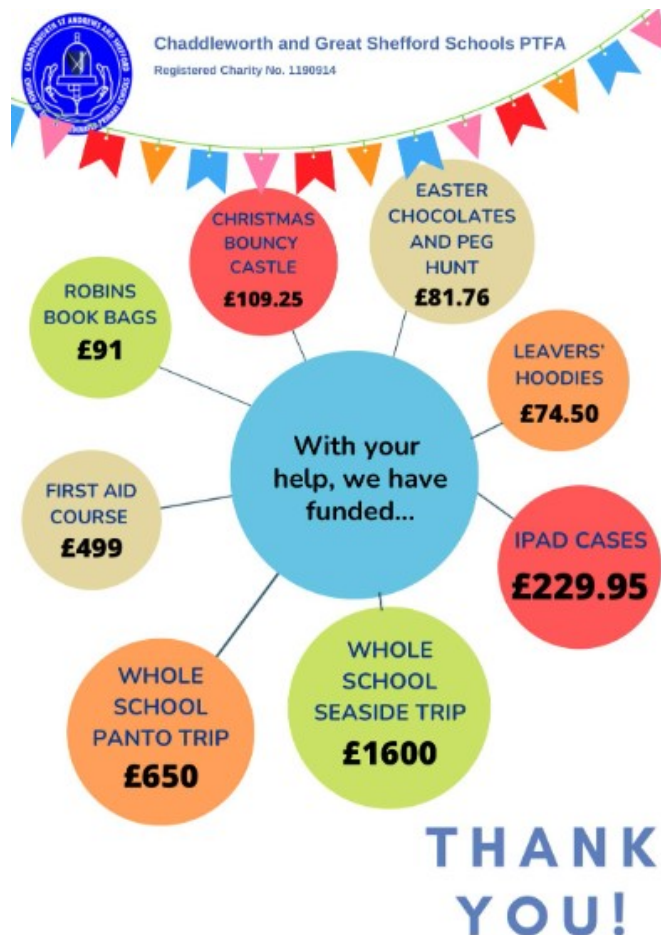 Chaddleworth and Great Shefford Schools PTFA
Registered Charity No. 1190914
CHRISTMAS
BOUNCY
CASTLE
£109.25
EASTER
CHOCOLATES
AND PEG
HUNT
£81.76
ROBINS
BOOK BAGS
£91
LEAVERS'
HOODIES
£74.50
With your
help, we have
funded...
FIRST AID
COURSE
£499
IPAD CASES
£229.95
WHOLE
SCHOOL
PANTO TRIP
£650
WHOLE
SCHOOL
SEASIDE TRIP
£1600
THANK
YOU!